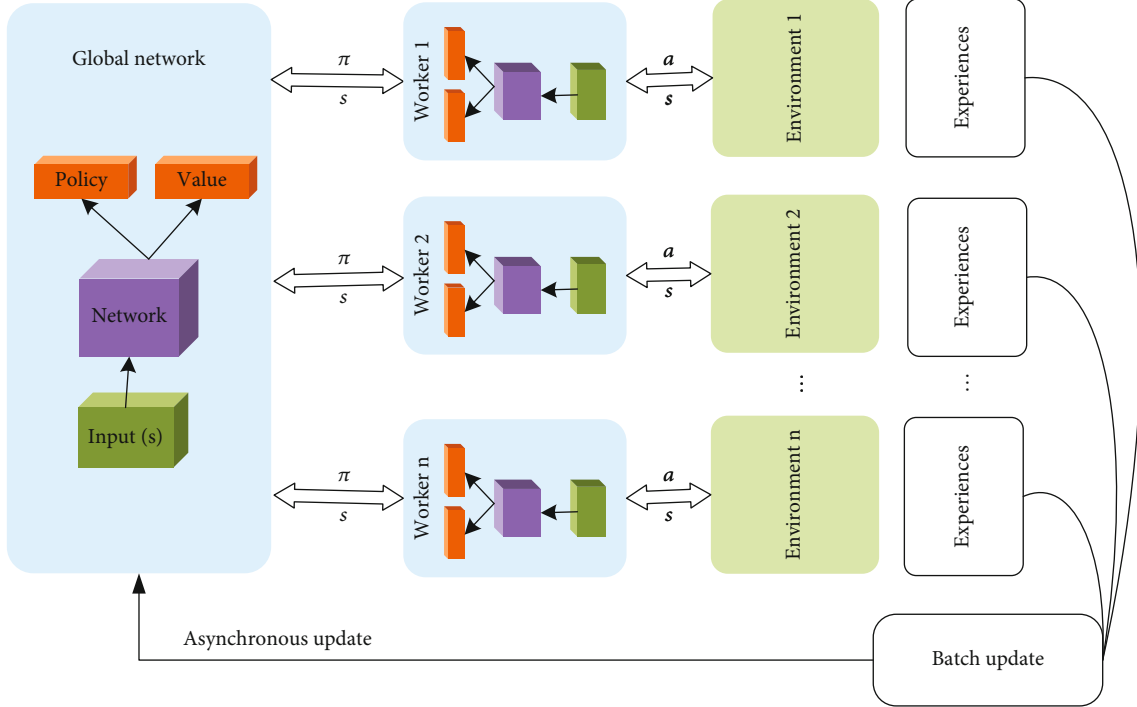 Global network
Policy
Value
Network
Input (s)
π
s
Worker 1
a
s
Environment 1
Experiences
π
s
Worker 2
a
s
Environment 2
Experiences
...
...
π
s
Worker n
a
s
Environment n
Experiences
Asynchronous update
Batch update